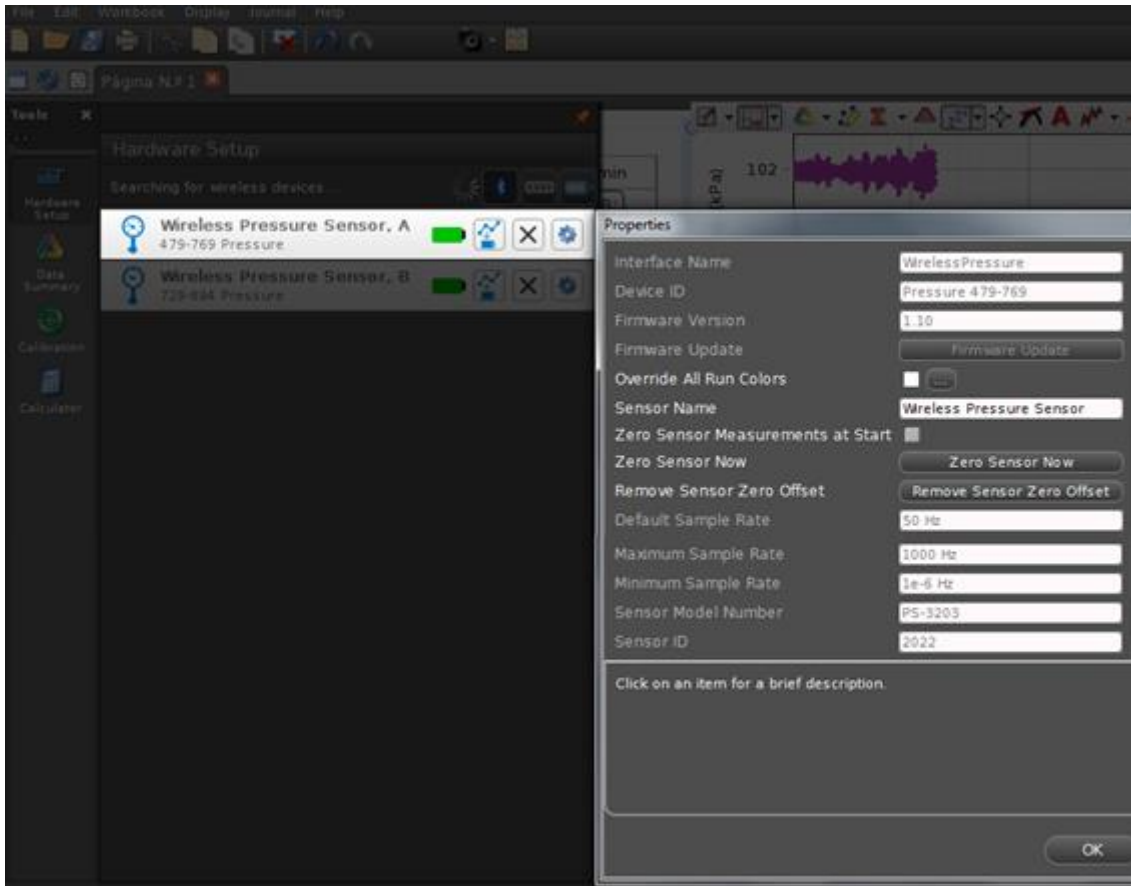 File Edit Workbook Display Journal Help
Página N.º 1
Tools
Hardware Setup
Searching for wireless devices...
Hardware Setup
Data Summary
Calibration
Calculator
Wireless Pressure Sensor, A
479-769 Pressure
Wireless Pressure Sensor, B
Pressure
min
102
(kPa)
Properties
Interface Name WirelessPressure
Device ID Pressure 479-769
Firmware Version 1.10
Firmware Update Firmware Update
Override All Run Colors ...
Sensor Name Wireless Pressure Sensor
Zero Sensor Measurements at Start
Zero Sensor Now Zero Sensor Now
Remove Sensor Zero Offset Remove Sensor Zero Offset
Default Sample Rate 50 Hz
Maximum Sample Rate 1000 Hz
Minimum Sample Rate 1e-6 Hz
Sensor Model Number PS-3203
Sensor ID 2022
Click on an item for a brief description.
OK